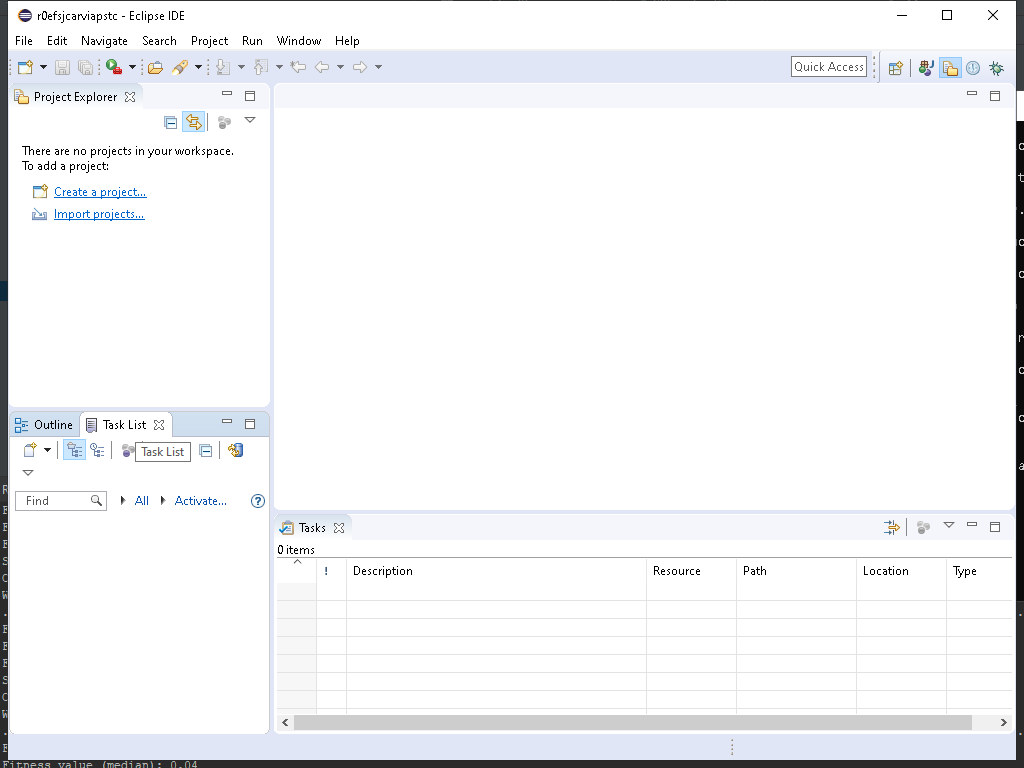 r0efsjcarviapstc - Eclipse IDE
File Edit Navigate Search Project Run Window Help
Quick Access
Project Explorer
There are no projects in your workspace.
To add a project:
Create a project...
Import projects...
Outline Task List
Task List
Find All Activate...
Tasks
0 items
! Description Resource Path Location Type
Fitness value (median): 0.04